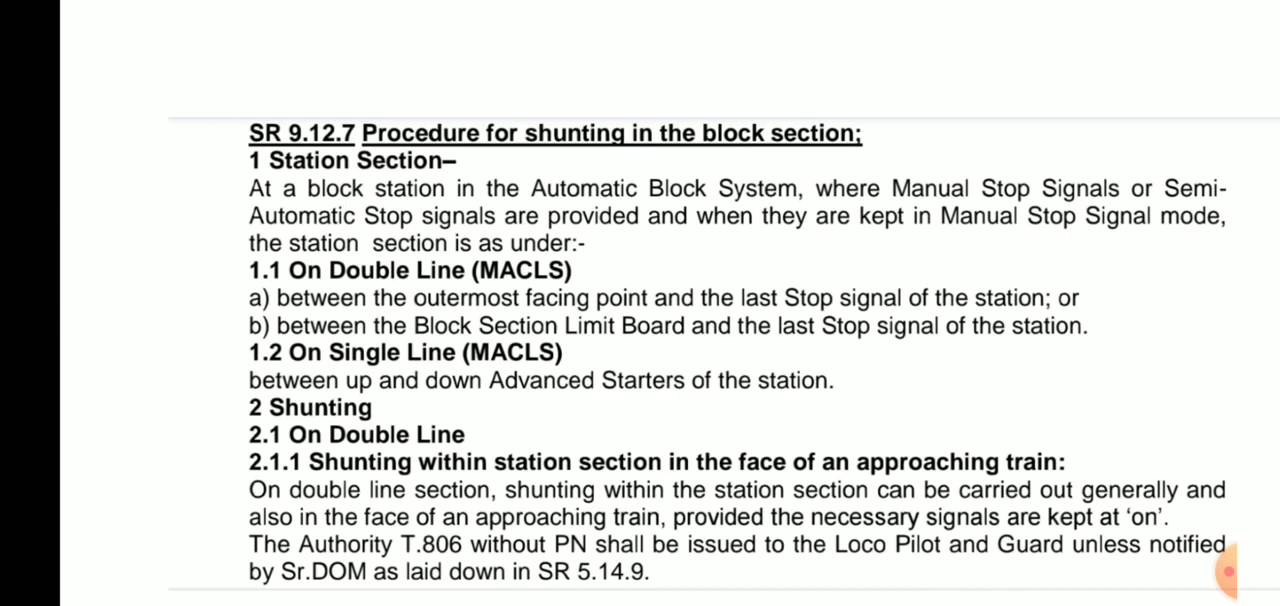 SR 9.12.7 Procedure for shunting in the block section;
1 Station Section–
At a block station in the Automatic Block System, where Manual Stop Signals or Semi-
Automatic Stop signals are provided and when they are kept in Manual Stop Signal mode,
the station section is as under:-
1.1 On Double Line (MACLS)
a) between the outermost facing point and the last Stop signal of the station; or
b) between the Block Section Limit Board and the last Stop signal of the station.
1.2 On Single Line (MACLS)
between up and down Advanced Starters of the station.
2 Shunting
2.1 On Double Line
2.1.1 Shunting within station section in the face of an approaching train:
On double line section, shunting within the station section can be carried out generally and
also in the face of an approaching train, provided the necessary signals are kept at ‘on’.
The Authority T.806 without PN shall be issued to the Loco Pilot and Guard unless notified
by Sr.DOM as laid down in SR 5.14.9.